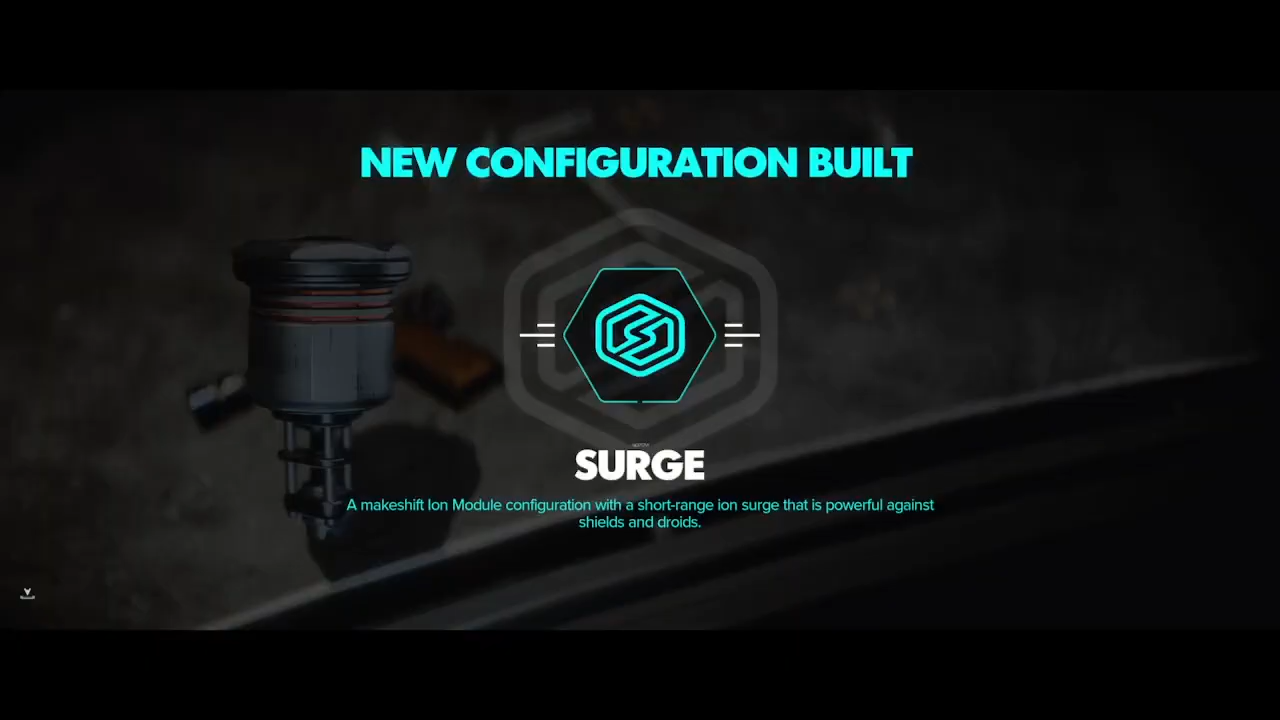 NEW CONFIGURATION BUILT
SURGE
A makeshift Ion Module configuration with a short-range ion surge that is powerful against
shields and droids.